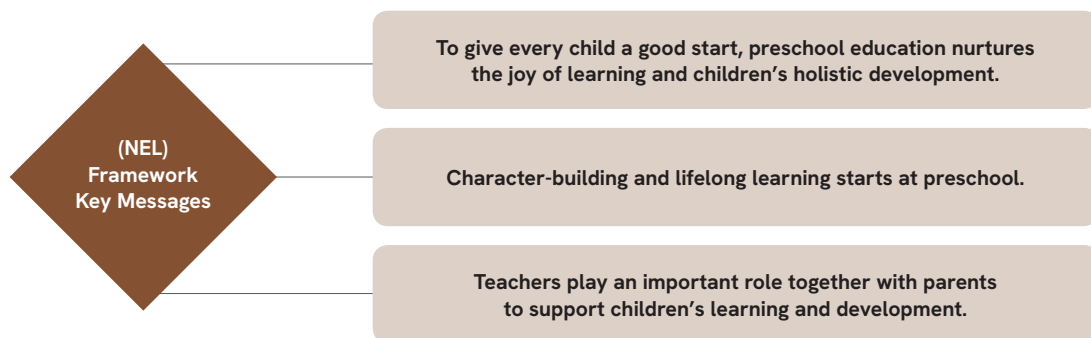 (NEL)
Framework
Key Messages
To give every child a good start, preschool education nurtures
the joy of learning and children’s holistic development.
Character-building and lifelong learning starts at preschool.
Teachers play an important role together with parents
to support children’s learning and development.